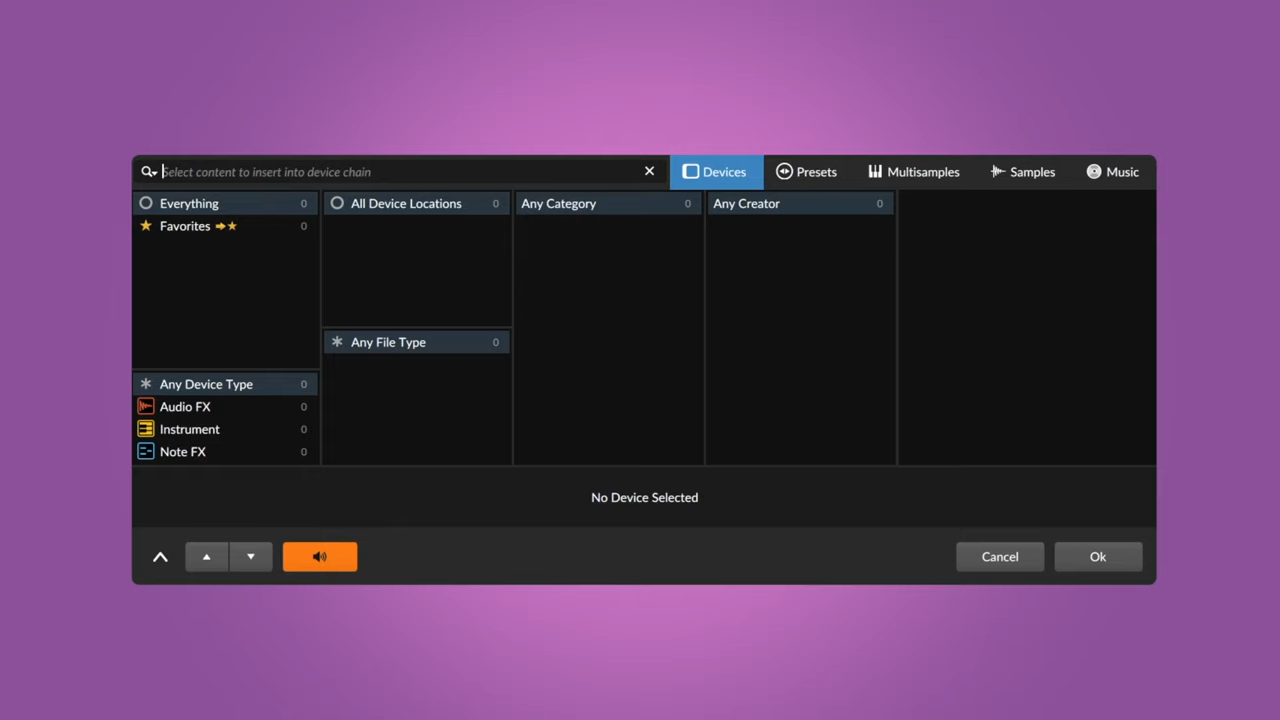 Select content to insert into device chain
Devices
Presets
Multisamples
Samples
Music
Everything 0
Favorites 0
Any Device Type 0
Audio FX 0
Instrument 0
Note FX 0
All Device Locations 0
Any File Type 0
Any Category 0
Any Creator 0
No Device Selected
Cancel
Ok